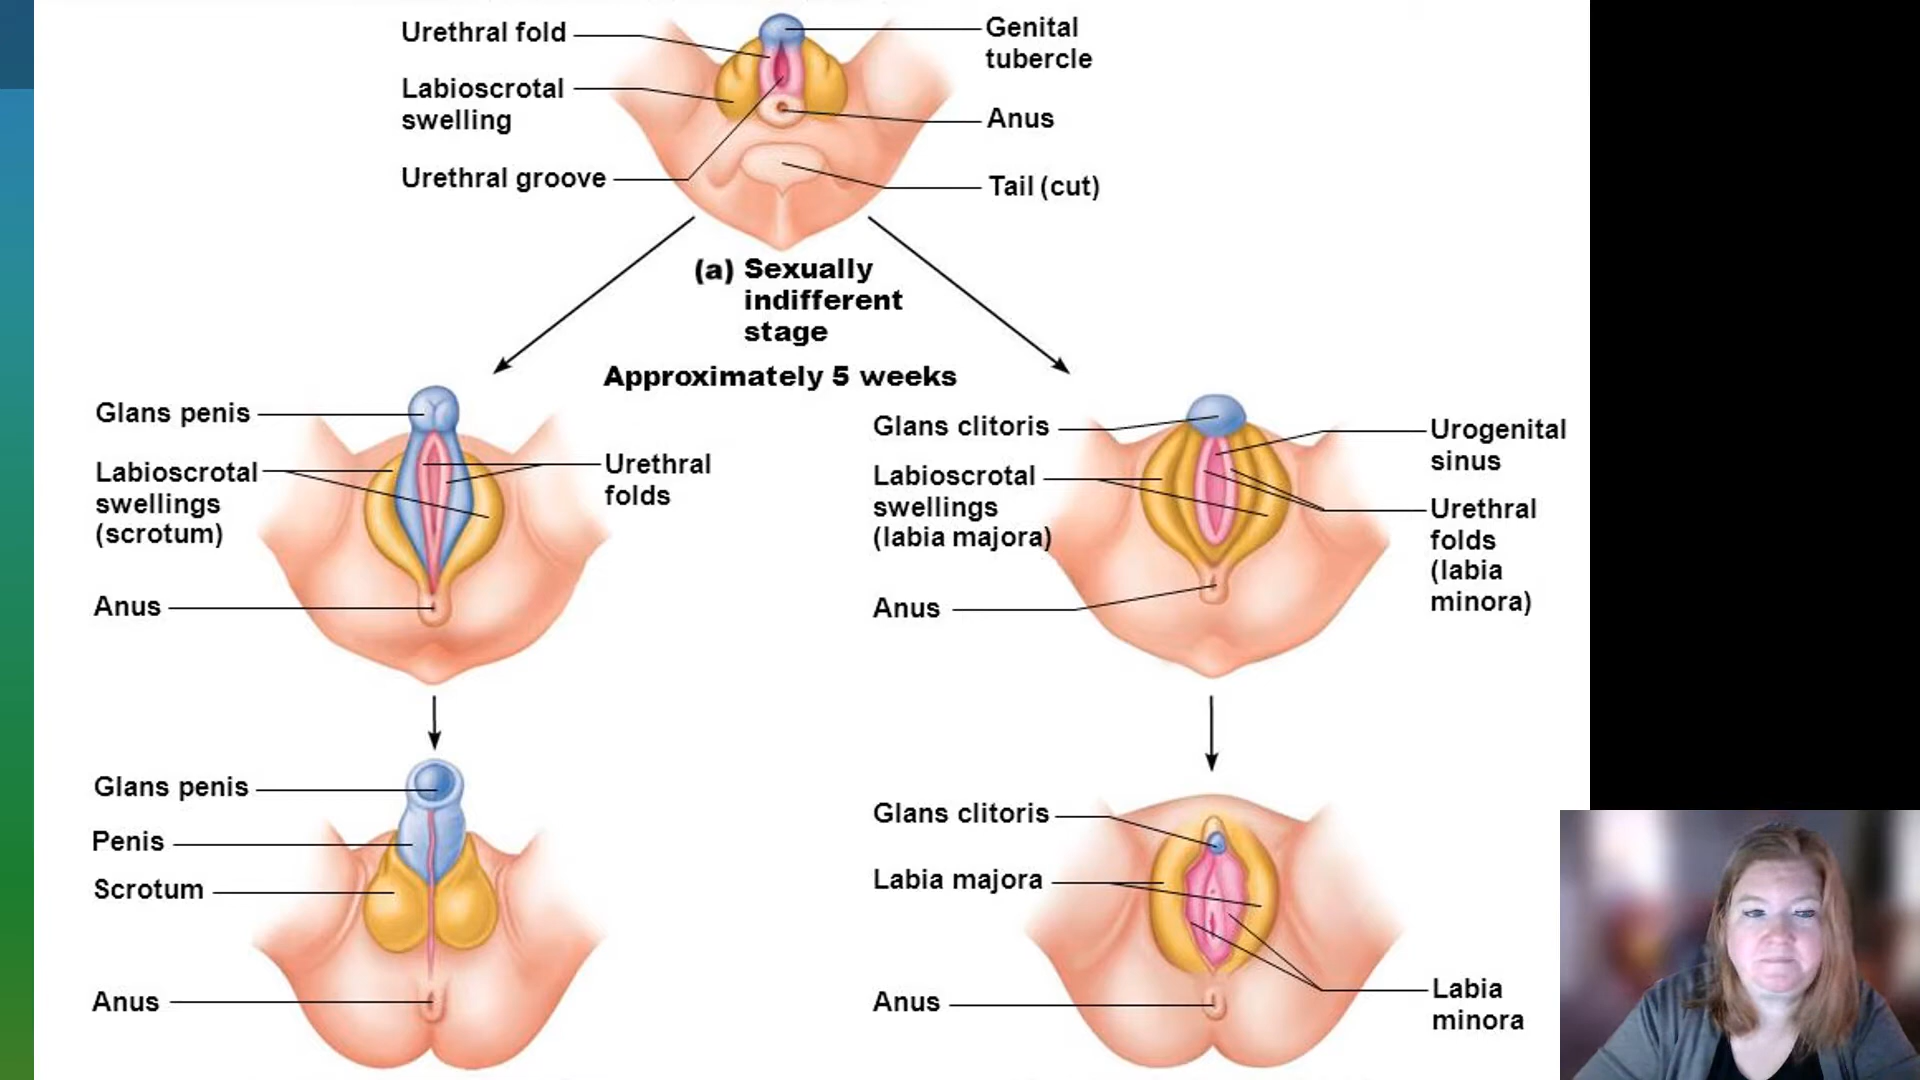 Urethral fold
Labioscrotal
swelling
Urethral groove
Genital
tubercle
Anus
Tail (cut)
(a) Sexually
indifferent
stage
Approximately 5 weeks
Glans penis
Labioscrotal
swellings
(scrotum)
Anus
Urethral
folds
Glans clitoris
Labioscrotal
swellings
(labia majora)
Anus
Urogenital
sinus
Urethral
folds
(labia
minora)
Glans penis
Penis
Scrotum
Anus
Glans clitoris
Labia majora
Anus
Labia
minora